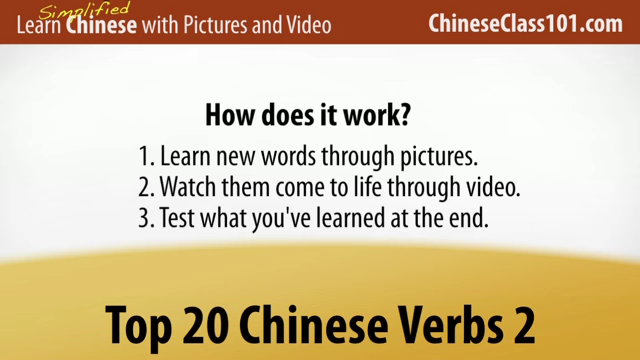 Simplified
Learn Chinese with Pictures and Video
ChineseClass101.com
How does it work?
1. Learn new words through pictures.
2. Watch them come to life through video.
3. Test what you've learned at the end.
Top 20 Chinese Verbs 2